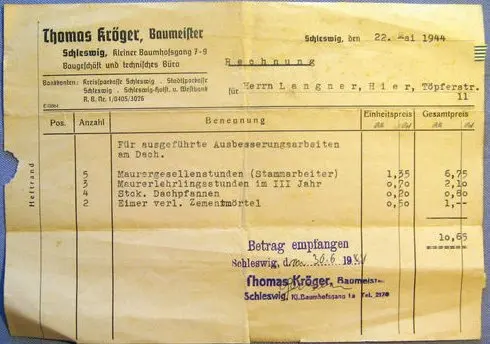 Thomas Kröger, Baumeister
Schleswig, Kleiner Baumhofsgang 7-9
Baugeschäft und technisches Büro
Bankkonten: Kreissparkasse Schleswig . Stadtsparkasse
Schleswig . Schleswig-Holst. u. Westbank
R. B. Nr. 1/0405/3026
Schleswig, den 22. Mai 1944
Rechnung
für Herrn Langner, Hier, Töpferstr.
11
Heftrand
Pos. Anzahl Benennung Einheitspreis Gesamtpreis
Für ausgeführte Ausbesserungsarbeiten
am Dach.
5 Maurergesellenstunden (Stammarbeiter) 1,35 6,75
3 Maurerlehrlingsstunden im III Jahr 0,70 2,10
4 Stck. Dachpfannen 0,20 0,80
2 Eimer verl. Zementmörtel 0,50 1,--
10,65
Betrag empfangen
Schleswig, den 30.6 1944
Thomas Kröger, Baumeister
Schleswig, Kl. Baumhofsgang Tel. 2170